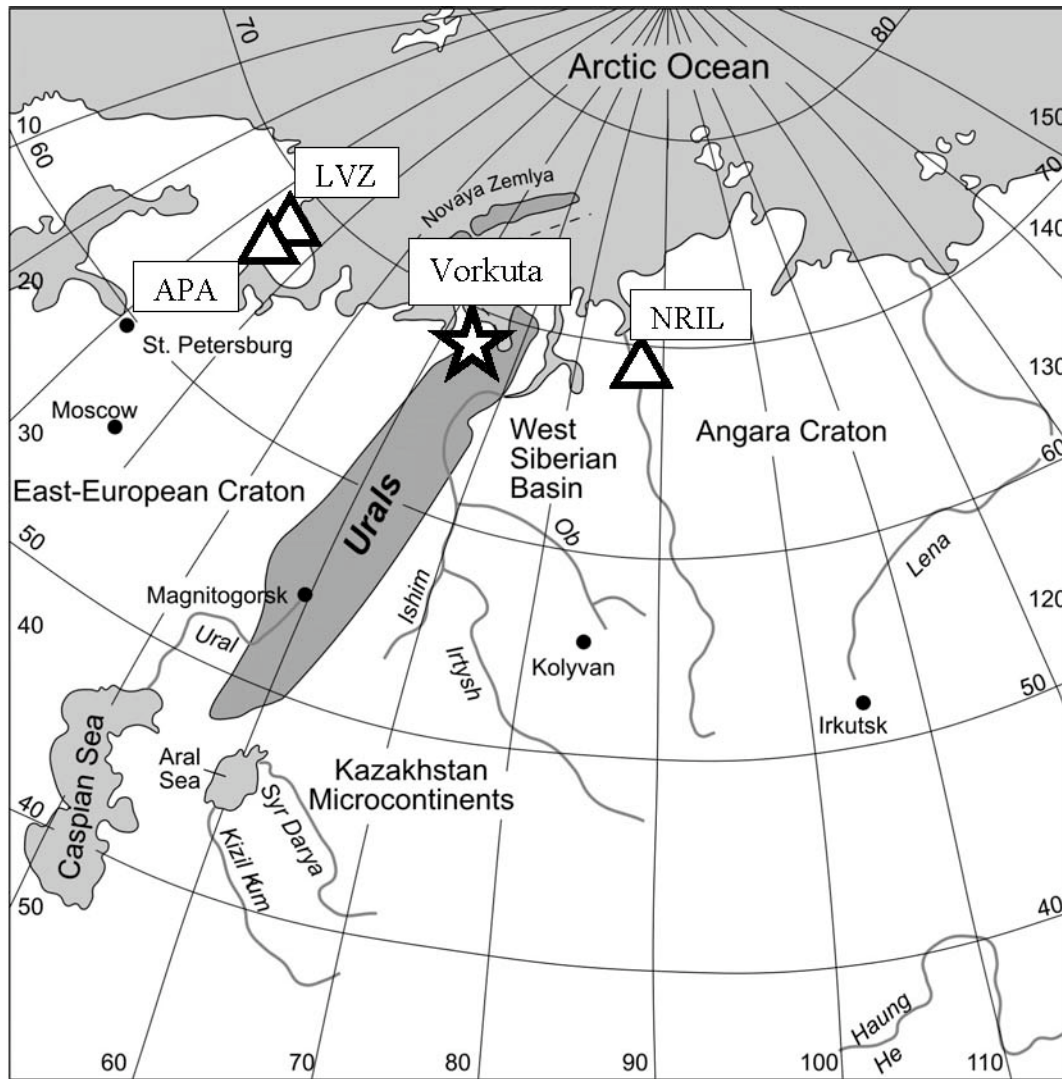 70
80
Arctic Ocean
10
60
150
70
LVZ
Novaya Zemlya
140
20
APA
Vorkuta
NRIL
130
St. Petersburg
Moscow
30
West
Siberian
Basin
Angara Craton
60
East-European Craton
Urals
Ob
50
Ishim
Lena
Magnitogorsk
Ural
40
Irtysh
Kolyvan
120
50
Irkutsk
Aral
Sea
Kazakhstan
Microcontinents
Caspian Sea
Syr Darya
Kizil Kum
40
50
40
Haung
He
60
70
80
90
100
110